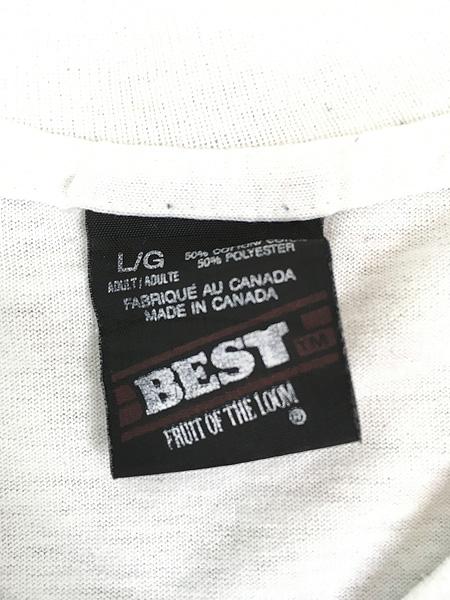 L/G
50% COTTON/COTON
50% POLYESTER
ADULT/ADULTE
FABRIQUÉ AU CANADA
MADE IN CANADA
BEST TM
FRUIT OF THE LOOM ®